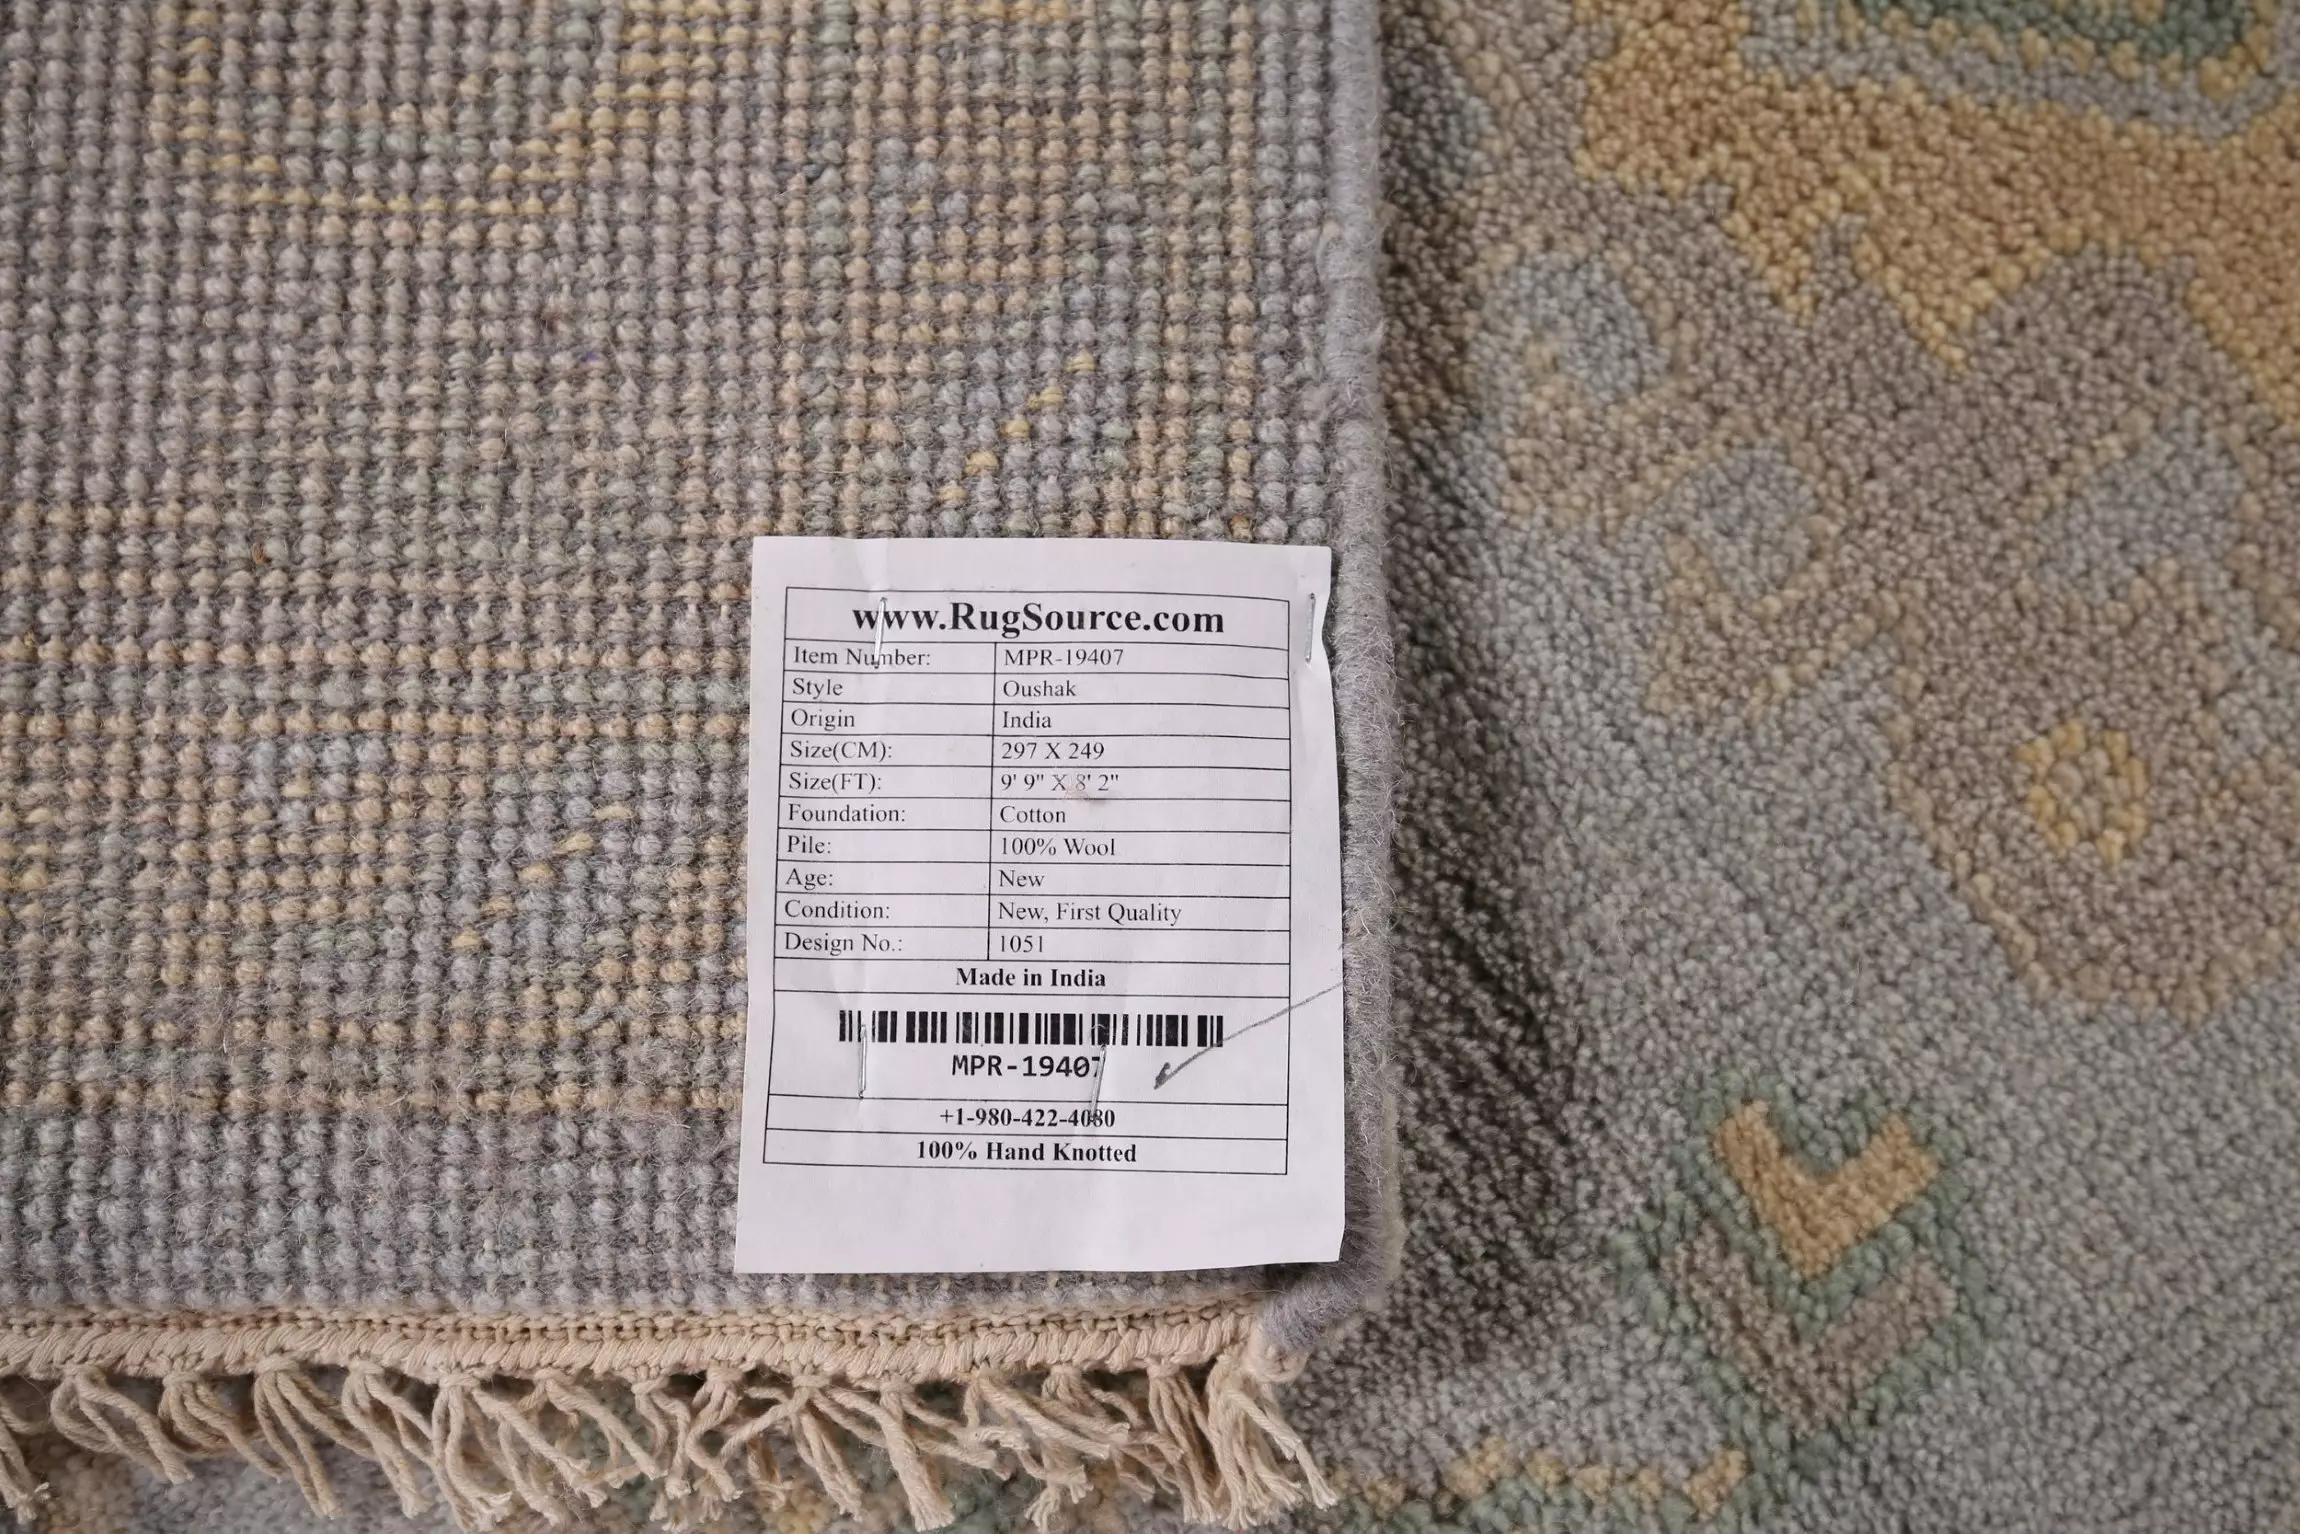 www.RugSource.com
Item Number: MPR-19407
Style Oushak
Origin India
Size(CM): 297 X 249
Size(FT): 9' 9" X 8' 2"
Foundation: Cotton
Pile: 100% Wool
Age: New
Condition: New, First Quality
Design No.: 1051
Made in India
MPR-19407
+1-980-422-4080
100% Hand Knotted